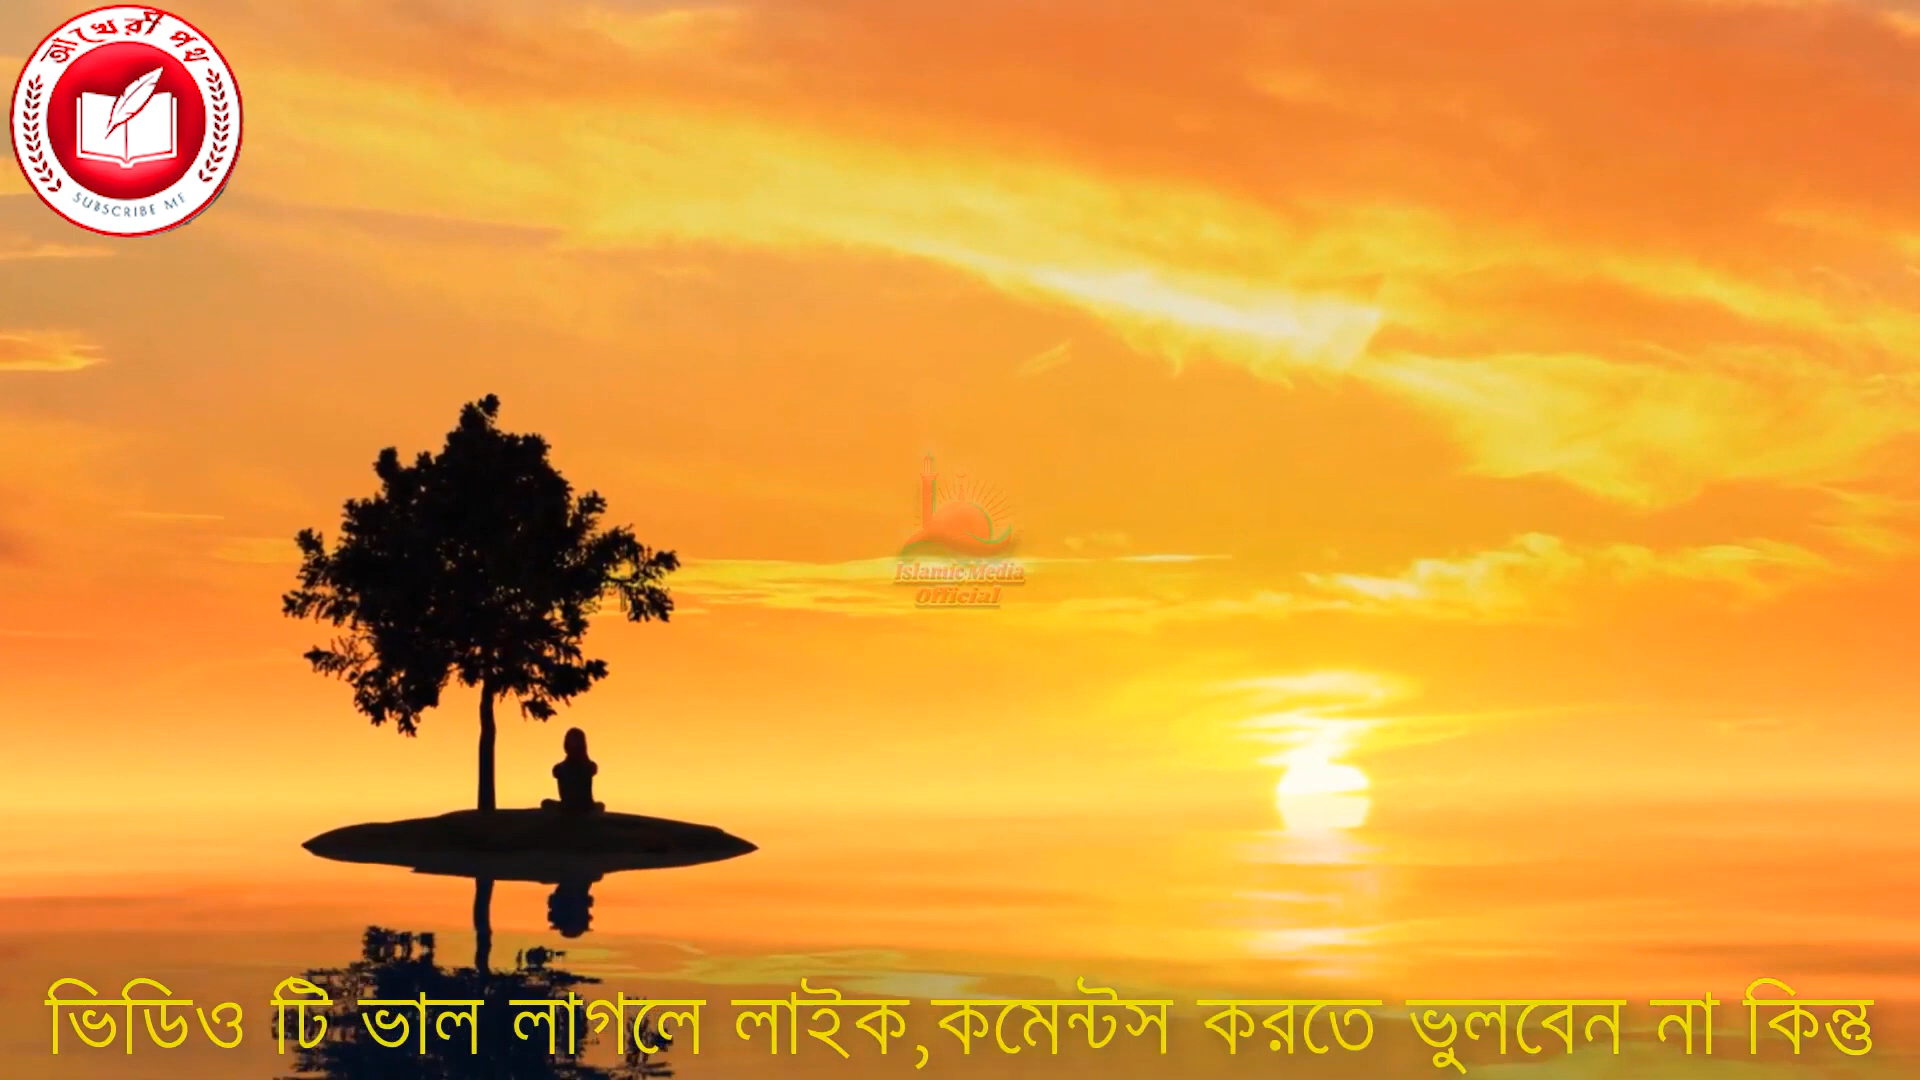 আখেরী পথ
SUBSCRIBE ME
Islamic Media
Official
ভিডিও টি ভাল লাগলে লাইক,কমেন্টস করতে ভুলবেন না কিন্তু